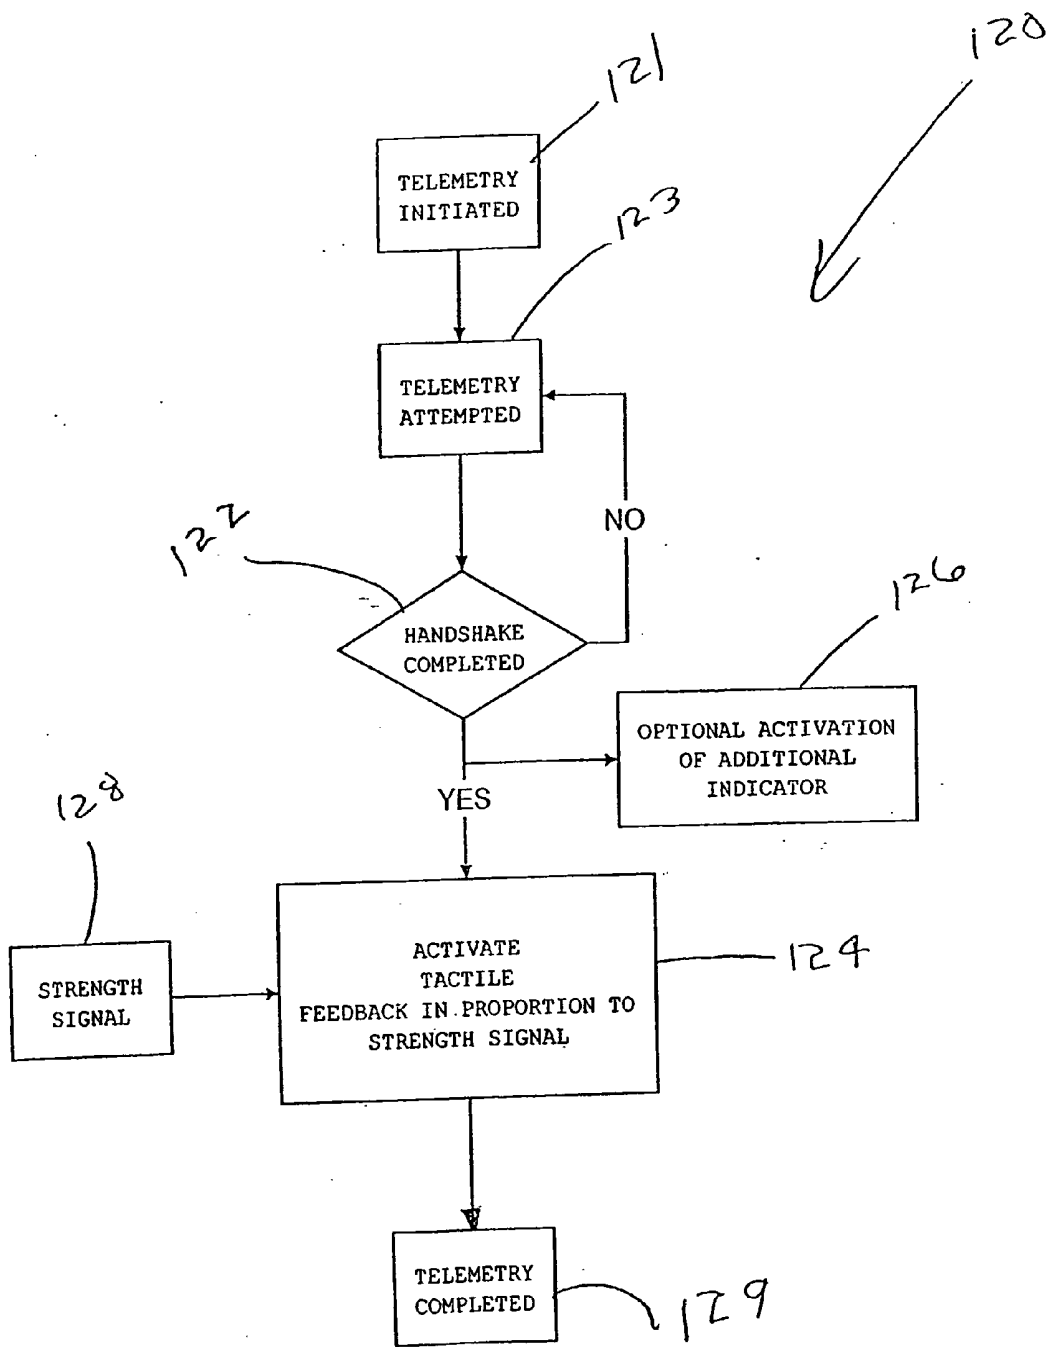 120
121
TELEMETRY
INITIATED
123
TELEMETRY
ATTEMPTED
NO
122
HANDSHAKE
COMPLETED
126
OPTIONAL ACTIVATION
OF ADDITIONAL
INDICATOR
YES
128
STRENGTH
SIGNAL
ACTIVATE
TACTILE
FEEDBACK IN PROPORTION TO
STRENGTH SIGNAL
124
TELEMETRY
COMPLETED
129